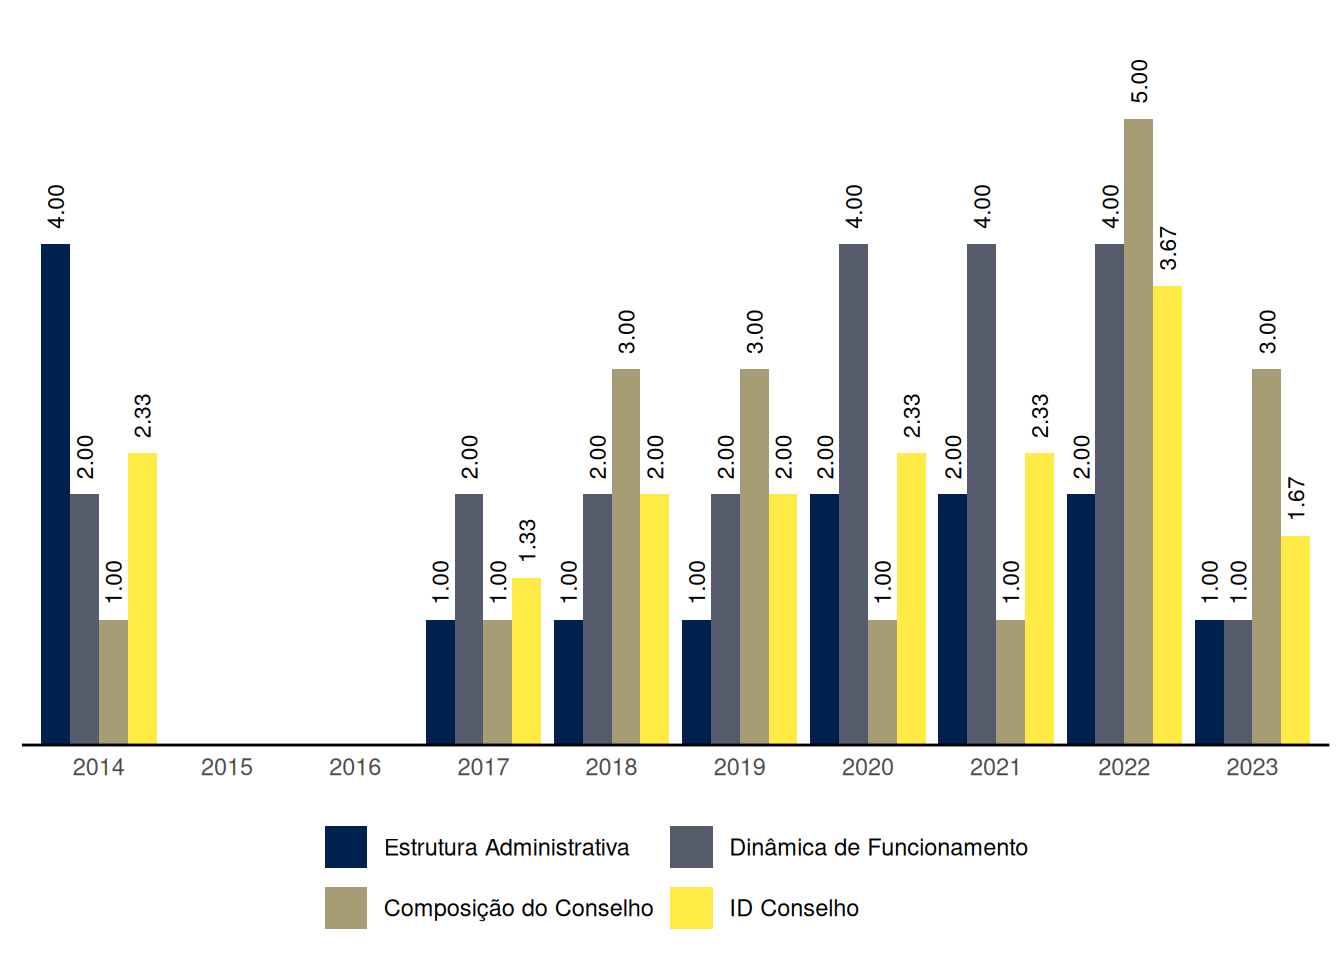 4.00 2.00 1.00 2.33 1.00 2.00 1.00 1.33 1.00 2.00 3.00 2.00 1.00 2.00 3.00 2.00 2.00 4.00 1.00 2.33 2.00 4.00 1.00 2.33 2.00 4.00 5.00 3.67 1.00 1.00 3.00 1.67
2014 2015 2016 2017 2018 2019 2020 2021 2022 2023
Estrutura Administrativa Dinâmica de Funcionamento
Composição do Conselho ID Conselho